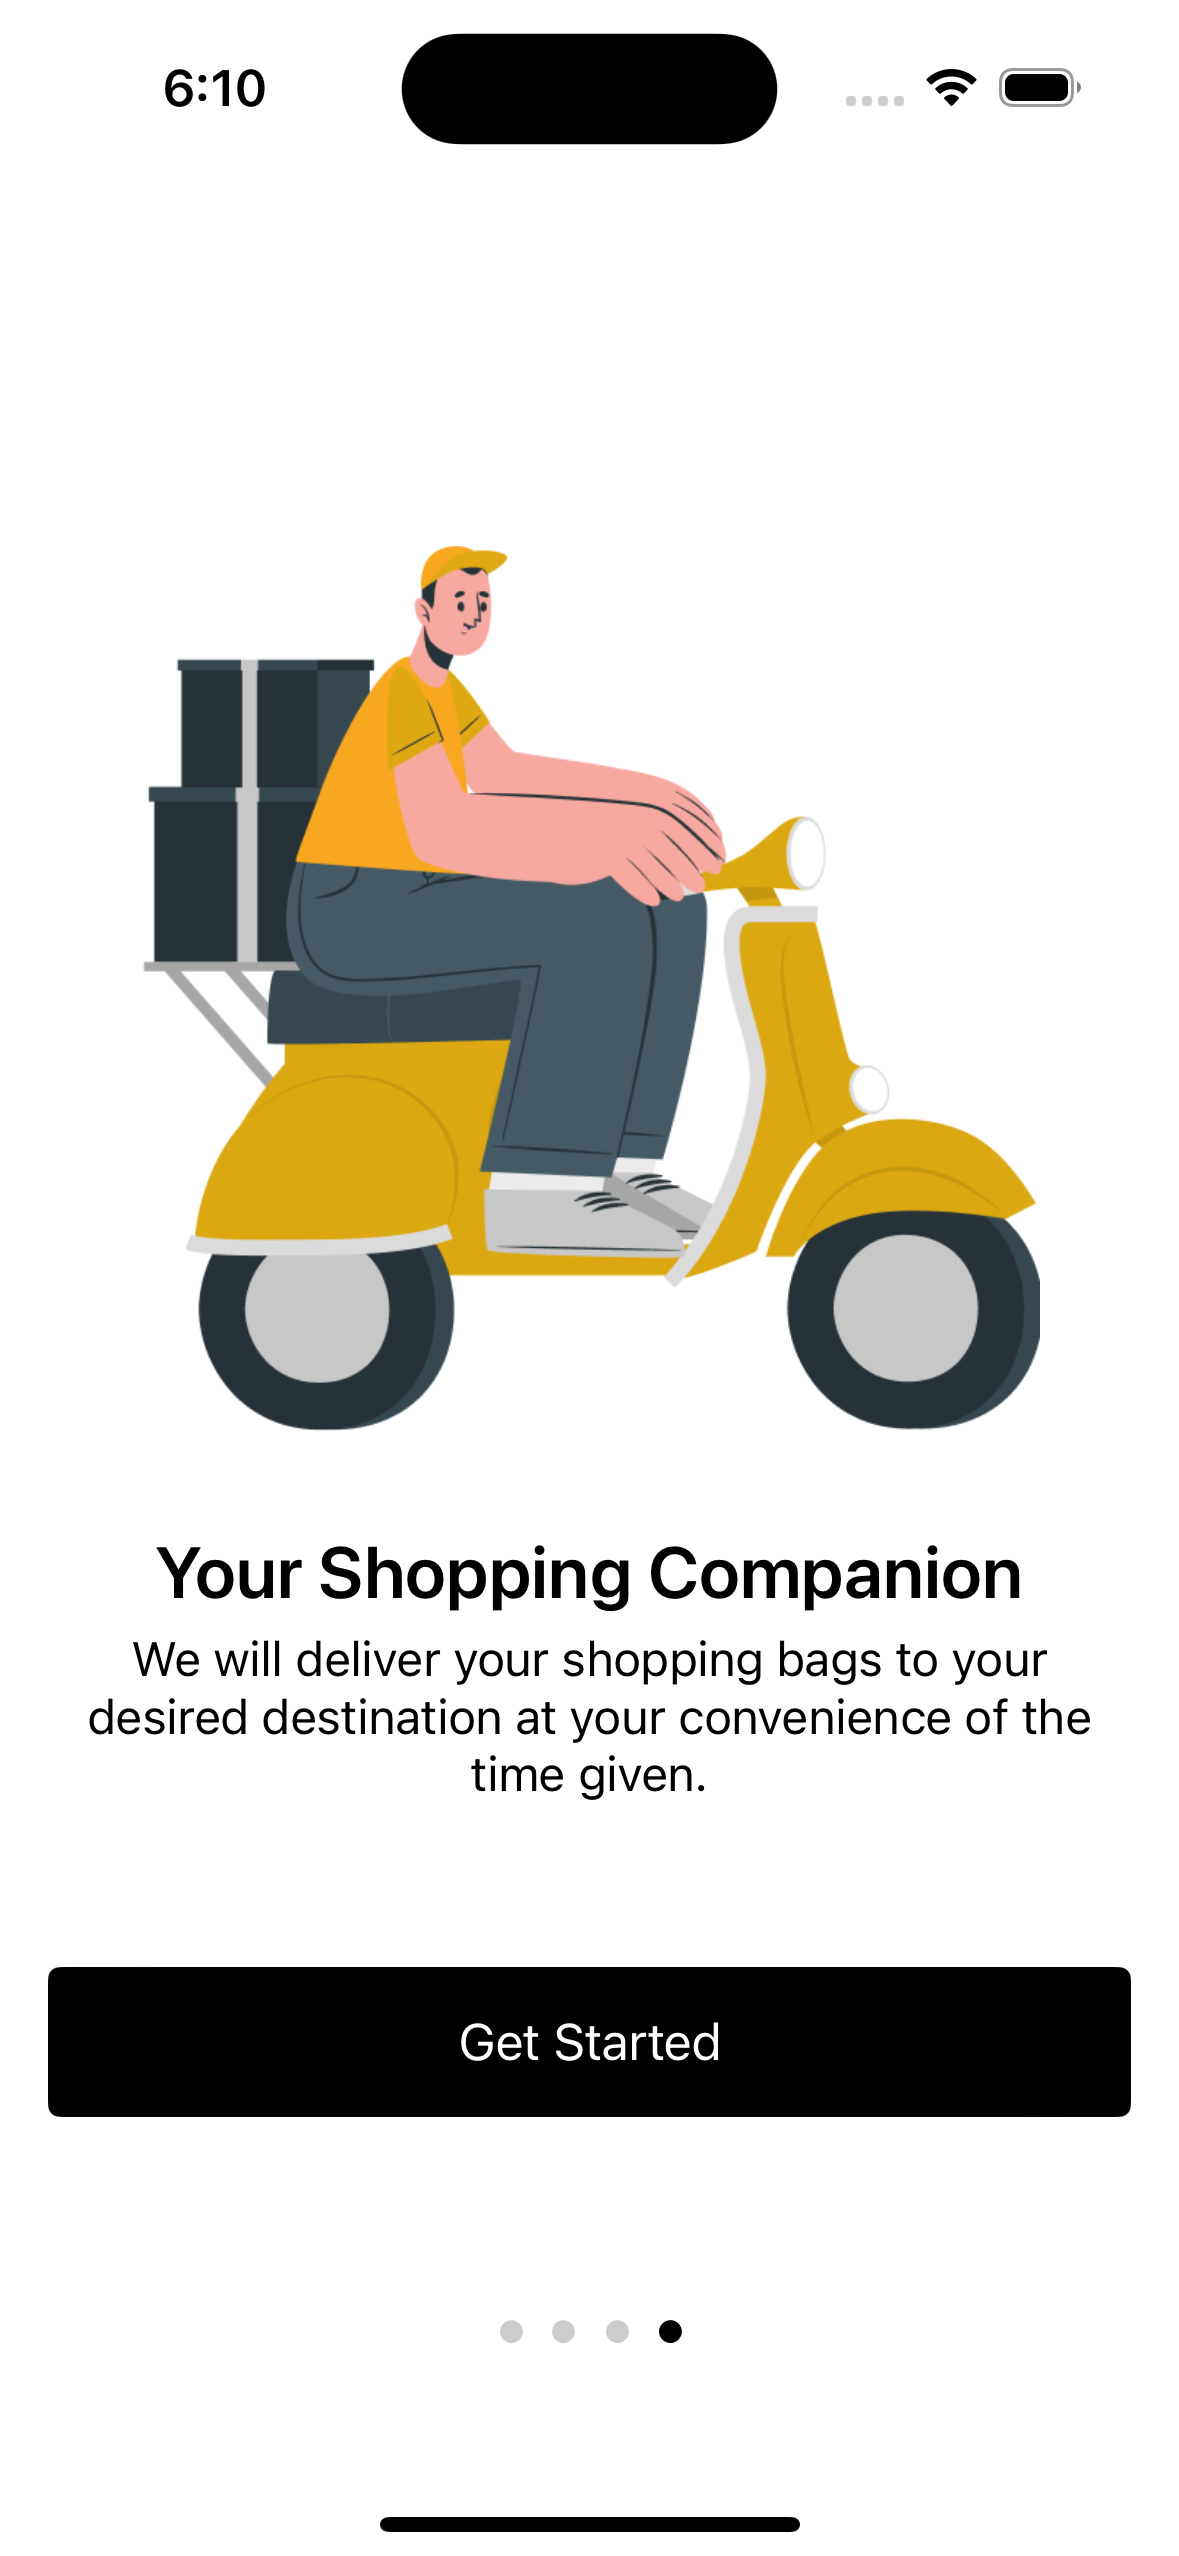 6:10
Your Shopping Companion
We will deliver your shopping bags to your
desired destination at your convenience of the
time given.
Get Started